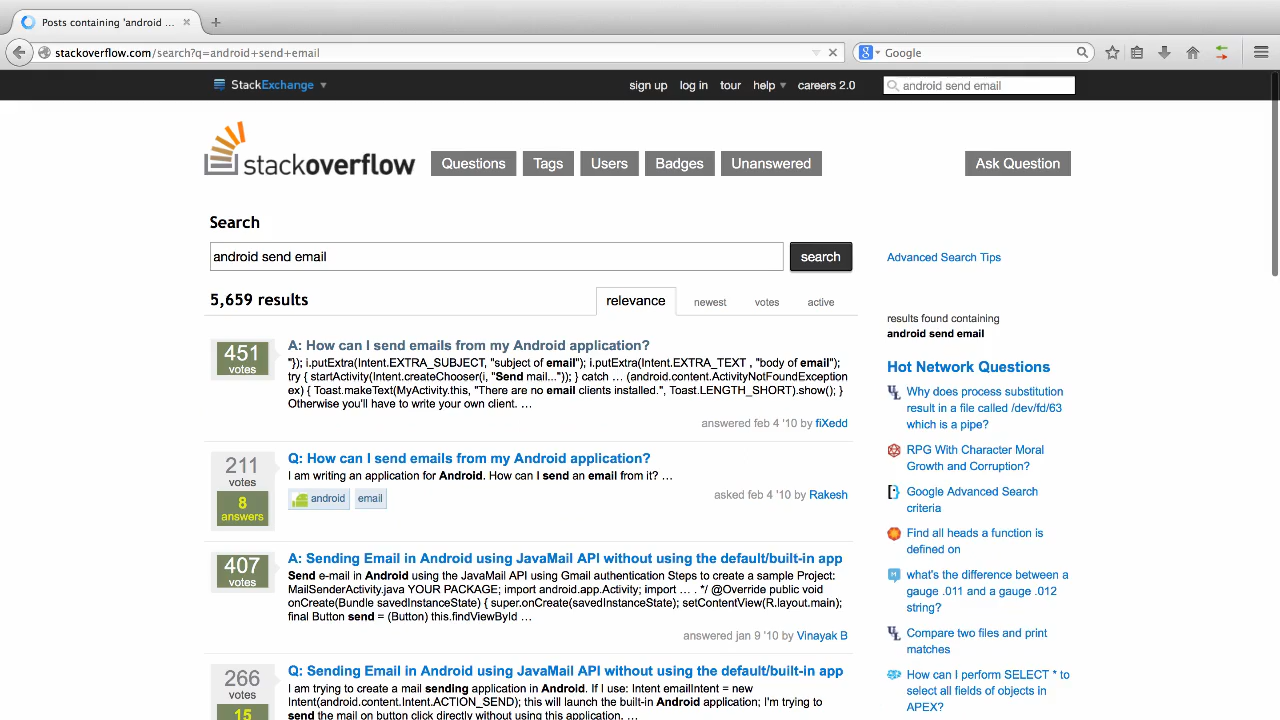 Posts containing 'android ...
stackoverflow.com/search?q=android+send+email
Google
StackExchange
sign up log in tour help careers 2.0
android send email
stackoverflow
Questions Tags Users Badges Unanswered
Ask Question
Search
android send email
search
5,659 results
relevance newest votes active
451
votes
A: How can I send emails from my Android application?
"}); i.putExtra(Intent.EXTRA_SUBJECT, "subject of email"); i.putExtra(Intent.EXTRA_TEXT , "body of email");
try { startActivity(Intent.createChooser(i, "Send mail...")); } catch ... (android.content.ActivityNotFoundException
ex) { Toast.makeText(MyActivity.this, "There are no email clients installed.", Toast.LENGTH_SHORT).show(); }
Otherwise you'll have to write your own client. ...
answered feb 4 '10 by fiXedd
211
votes
8
answers
Q: How can I send emails from my Android application?
I am writing an application for Android. How can I send an email from it? ...
android email
asked feb 4 '10 by Rakesh
407
votes
A: Sending Email in Android using JavaMail API without using the default/built-in app
Send e-mail in Android using the JavaMail API using Gmail authentication Steps to create a sample Project:
MailSenderActivity.java YOUR PACKAGE; import android.app.Activity; import ... . */ @Override public void
onCreate(Bundle savedInstanceState) { super.onCreate(savedInstanceState); setContentView(R.layout.main);
final Button send = (Button) this.findViewById ...
answered jan 9 '10 by Vinayak B
266
votes
15
Q: Sending Email in Android using JavaMail API without using the default/built-in app
I am trying to create a mail sending application in Android. If I use: Intent emailIntent = new
Intent(android.content.Intent.ACTION_SEND); this will launch the built-in Android application; I'm trying to
send the mail on button click directly without using this application. ...
Advanced Search Tips
results found containing
android send email
Hot Network Questions
Why does process substitution
result in a file called /dev/fd/63
which is a pipe?
RPG With Character Moral
Growth and Corruption?
Google Advanced Search
criteria
Find all heads a function is
defined on
what's the difference between a
gauge .011 and a gauge .012
string?
Compare two files and print
matches
How can I perform SELECT * to
select all fields of objects in
APEX?